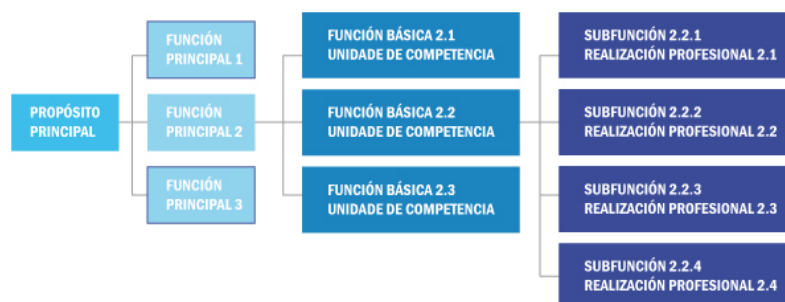 PROPÓSITO
PRINCIPAL
FUNCIÓN
PRINCIPAL 1
FUNCIÓN
PRINCIPAL 2
FUNCIÓN
PRINCIPAL 3
FUNCIÓN BÁSICA 2.1
UNIDADE DE COMPETENCIA
FUNCIÓN BÁSICA 2.2
UNIDADE DE COMPETENCIA
FUNCIÓN BÁSICA 2.3
UNIDADE DE COMPETENCIA
SUBFUNCIÓN 2.2.1
REALIZACIÓN PROFESIONAL 2.1
SUBFUNCIÓN 2.2.2
REALIZACIÓN PROFESIONAL 2.2
SUBFUNCIÓN 2.2.3
REALIZACIÓN PROFESIONAL 2.3
SUBFUNCIÓN 2.2.4
REALIZACIÓN PROFESIONAL 2.4